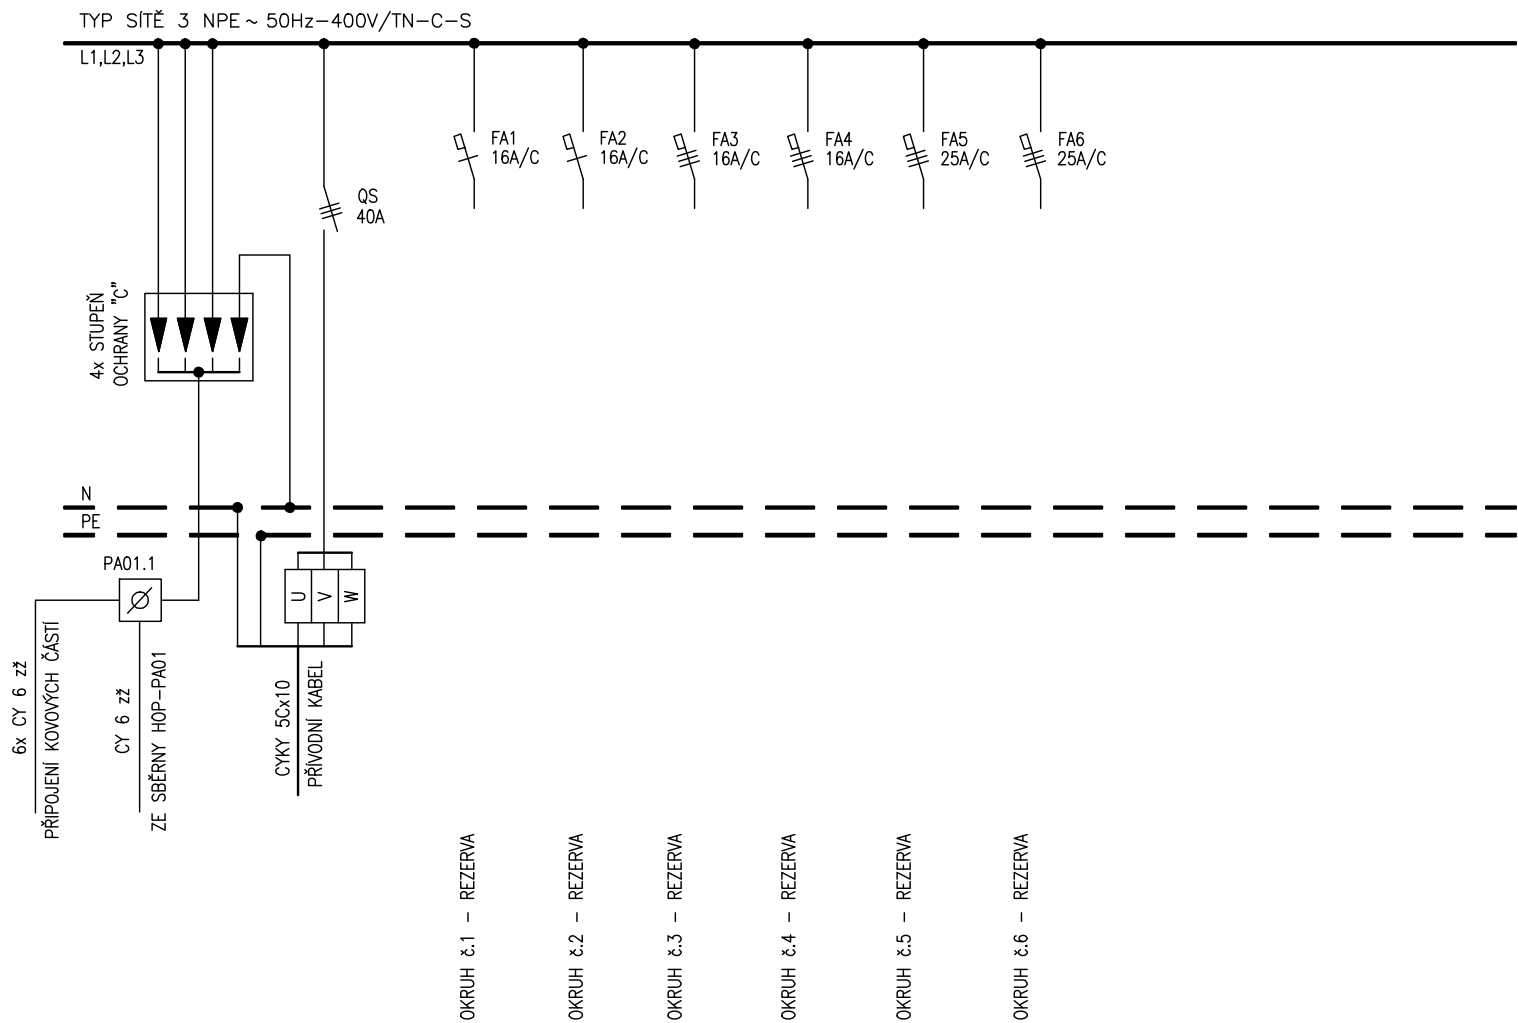 TYP SÍTĚ 3 NPE ~ 50Hz-400V/TN-C-S
L1,L2,L3
FA1
16A/C
FA2
16A/C
FA3
16A/C
FA4
16A/C
FA5
25A/C
FA6
25A/C
QS
40A
4x STUPEŇ
OCHRANY "C"
N
PE
PA01.1
U
V
W
6x CY 6 zž
PŘIPOJENÍ KOVOVÝCH ČÁSTÍ
CY 6 zž
ZE SBĚRNY HOP-PA01
CYKY 5Cx10
PŘÍVODNÍ KABEL
OKRUH č.1 - REZERVA
OKRUH č.2 - REZERVA
OKRUH č.3 - REZERVA
OKRUH č.4 - REZERVA
OKRUH č.5 - REZERVA
OKRUH č.6 - REZERVA